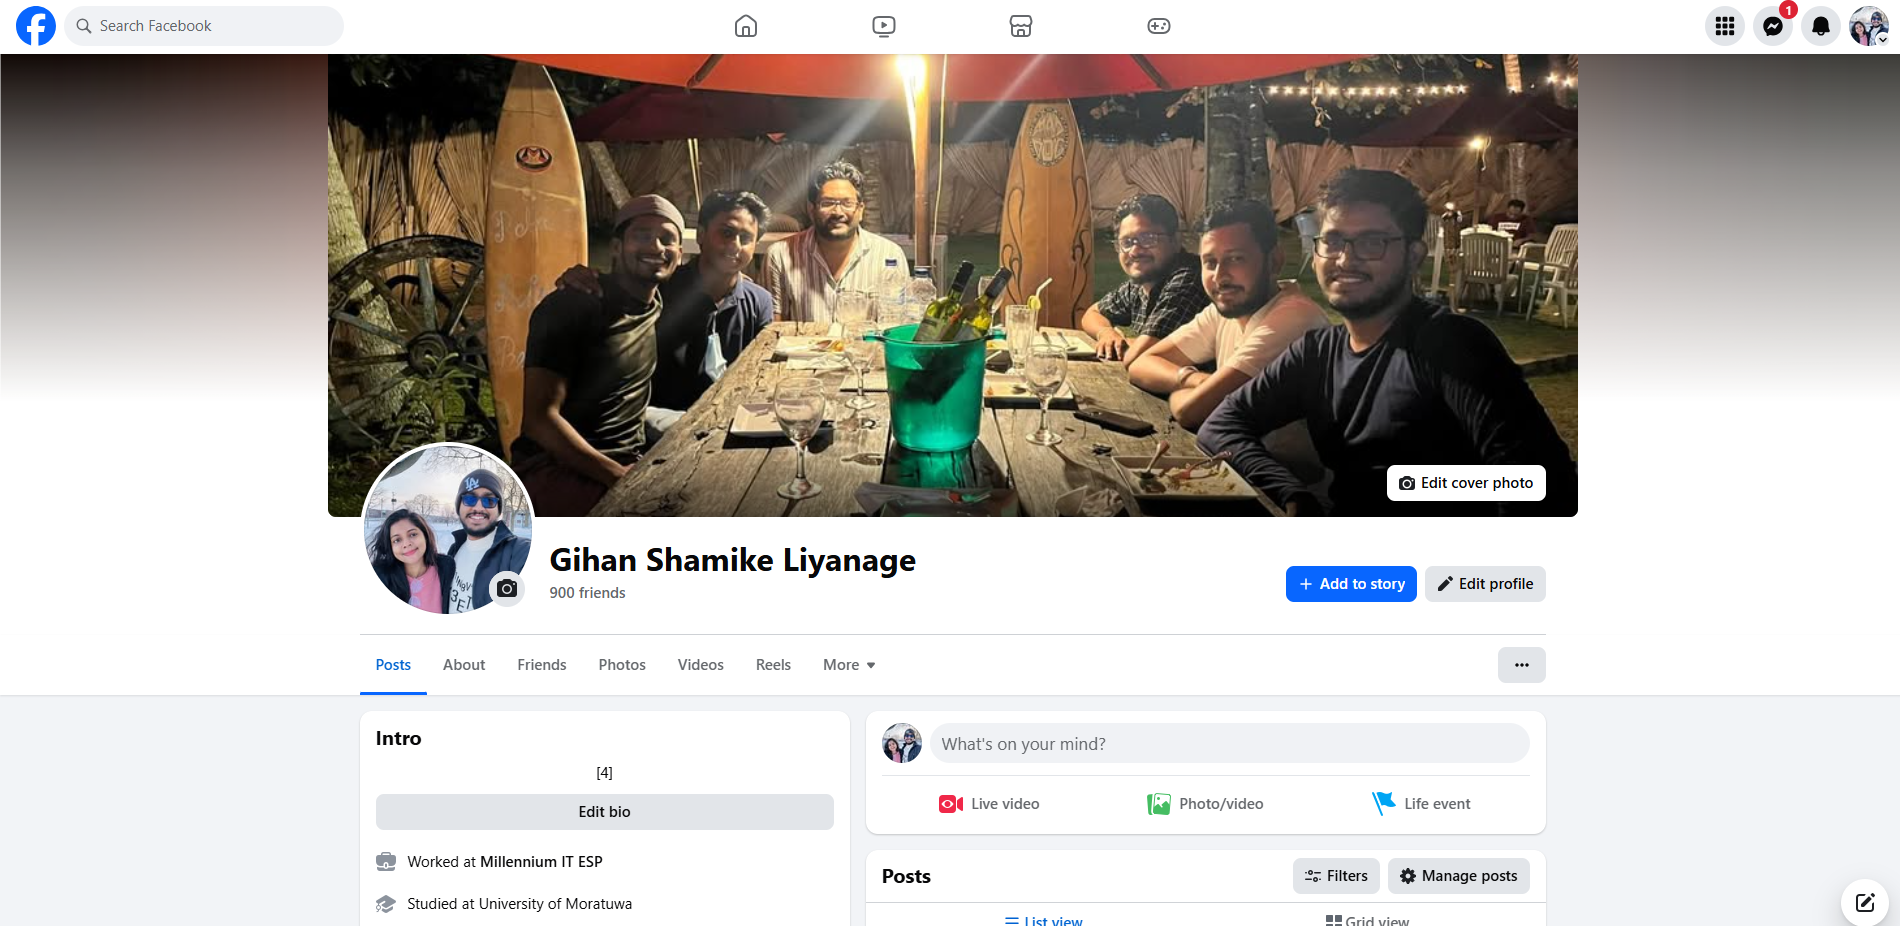 Search Facebook
1
Edit cover photo
Gihan Shamike Liyanage
900 friends
+ Add to story
Edit profile
Posts
About
Friends
Photos
Videos
Reels
More
Intro
[4]
Edit bio
Worked at Millennium IT ESP
Studied at University of Moratuwa
What's on your mind?
Live video
Photo/video
Life event
Posts
Filters
Manage posts
List view
Grid view